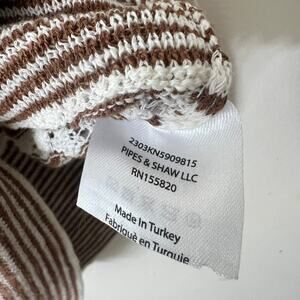 2303KN5909815
PIPES & SHAW LLC
RN155820
Made in Turkey
Fabriqué en Turquie